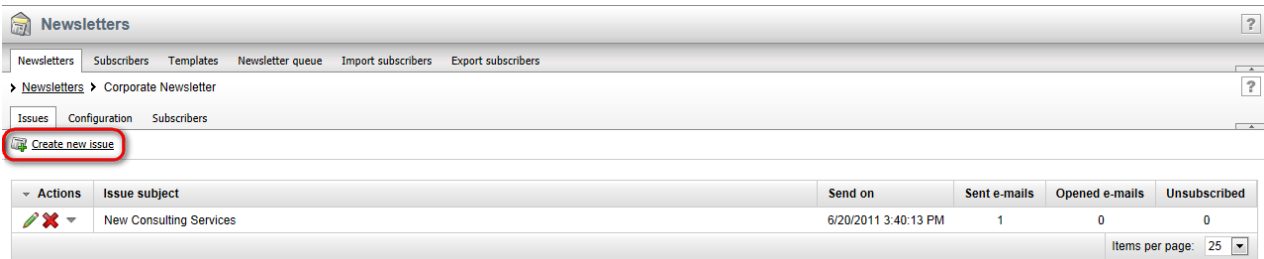 Newsletters
?
Newsletters Subscribers Templates Newsletter queue Import subscribers Export subscribers
> Newsletters > Corporate Newsletter
?
Issues Configuration Subscribers
Create new issue
Actions Issue subject Send on Sent e-mails Opened e-mails Unsubscribed
New Consulting Services 6/20/2011 3:40:13 PM 1 0 0
Items per page: 25